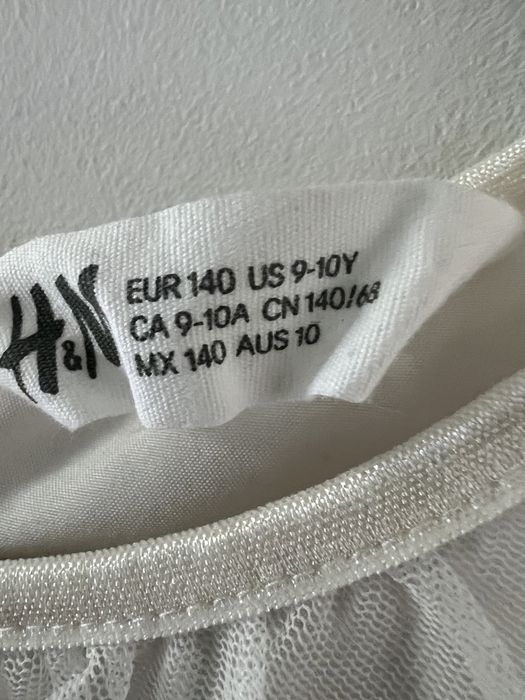 H&M
EUR 140 US 9-10Y
CA 9-10A CN 140/68
MX 140 AUS 10